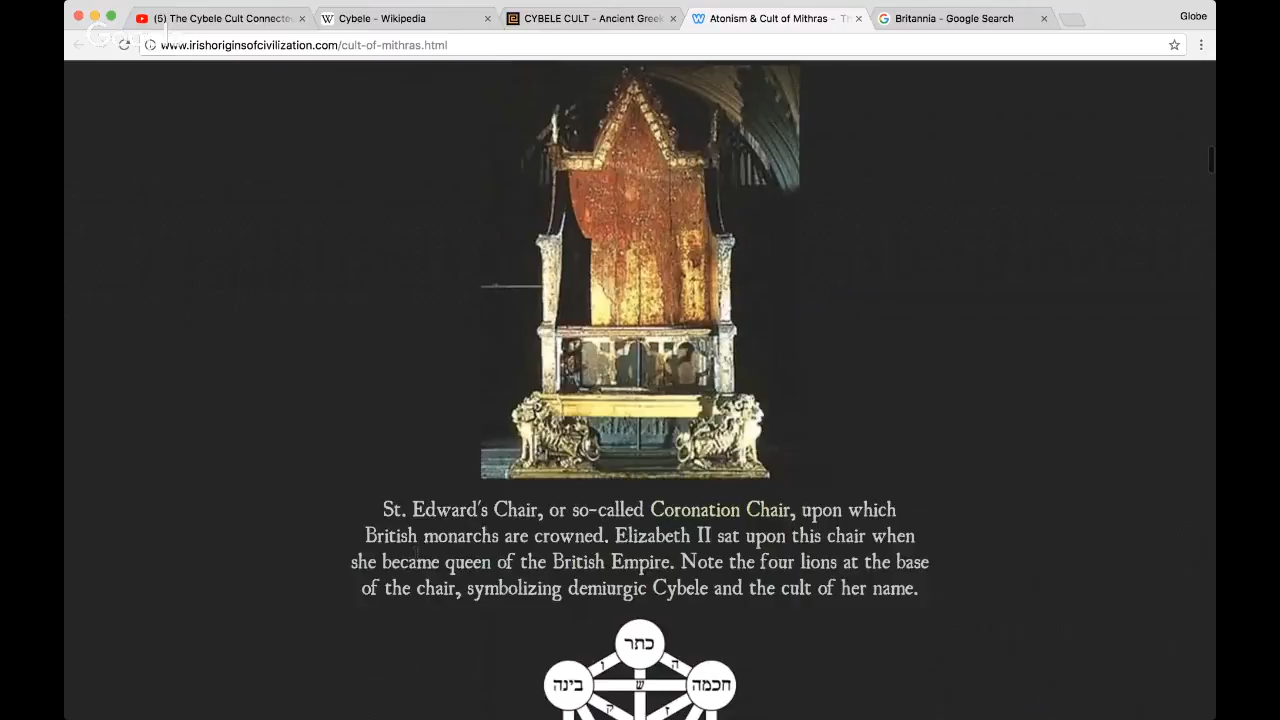 (5) The Cybele Cult Connecte
Cybele - Wikipedia
CYBELE CULT - Ancient Greek
Atonism & Cult of Mithras - Th
Britannia - Google Search
Globe
www.irishoriginsofcivilization.com/cult-of-mithras.html
St. Edward's Chair, or so-called Coronation Chair, upon which
British monarchs are crowned. Elizabeth II sat upon this chair when
she became queen of the British Empire. Note the four lions at the base
of the chair, symbolizing demiurgic Cybele and the cult of her name.
כתר
ו
ה
בינה
ש
חכמה
ק
ז